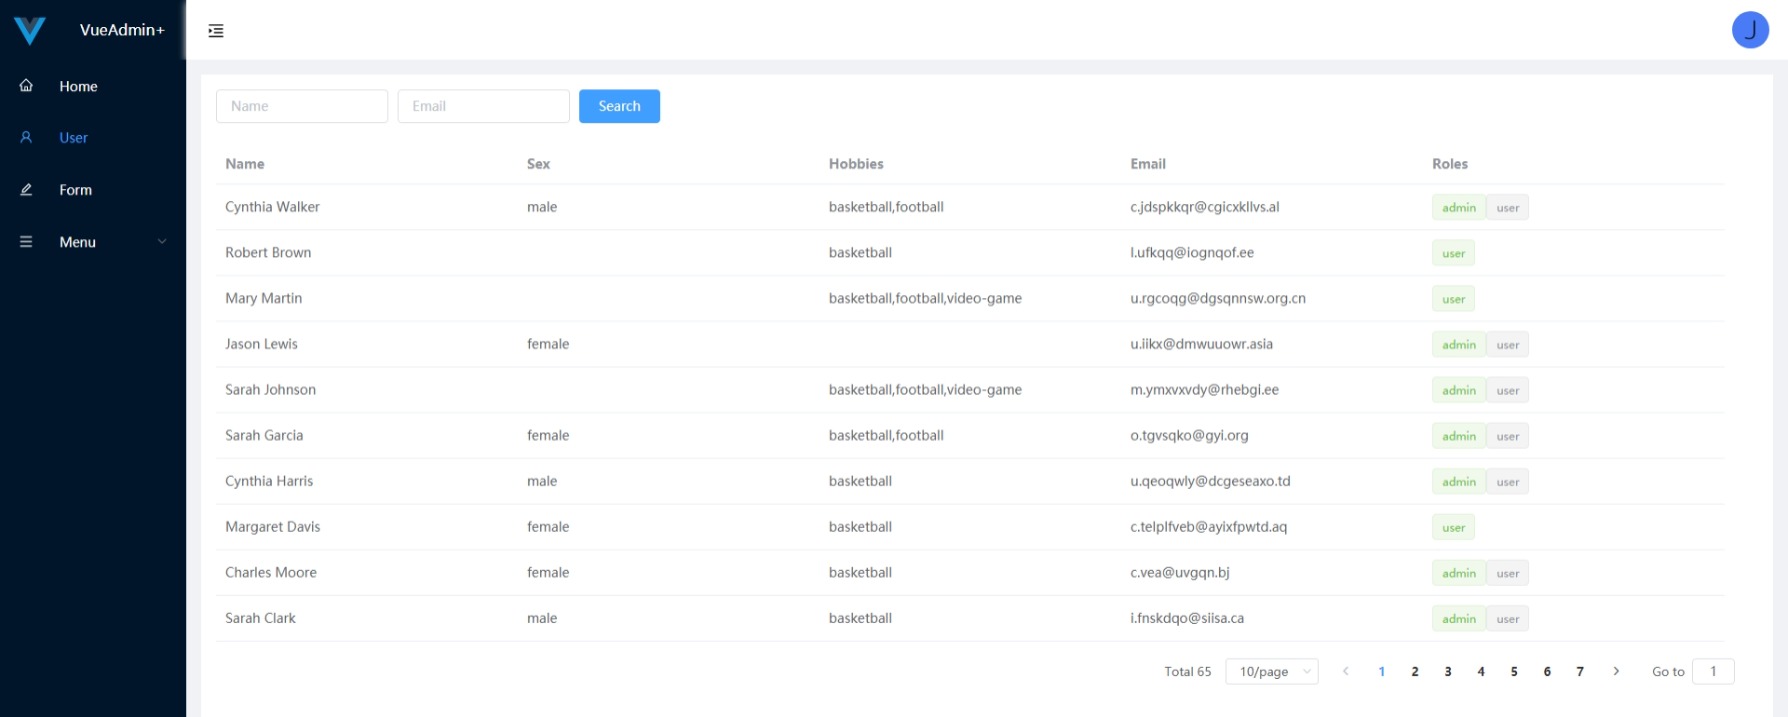 VueAdmin+
J
Home
User
Form
Menu
Name Email Search
Name Sex Hobbies Email Roles
Cynthia Walker male basketball,football c.jdspkkqr@cgicxkllvs.al admin user
Robert Brown basketball l.ufkqq@iognqof.ee user
Mary Martin basketball,football,video-game u.rgcoqg@dgsqnnsw.org.cn user
Jason Lewis female u.iikx@dmwuuowr.asia admin user
Sarah Johnson basketball,football,video-game m.ymxvxvdy@rhebgi.ee admin user
Sarah Garcia female basketball,football o.tgvsqko@gyi.org admin user
Cynthia Harris male basketball u.qeoqwly@dcgeseaxo.td admin user
Margaret Davis female basketball c.telplfveb@ayixfpwtd.aq user
Charles Moore female basketball c.vea@uvgqn.bj admin user
Sarah Clark male basketball i.fnskdqo@siisa.ca admin user
Total 65 10/page 1 2 3 4 5 6 7 Go to 1